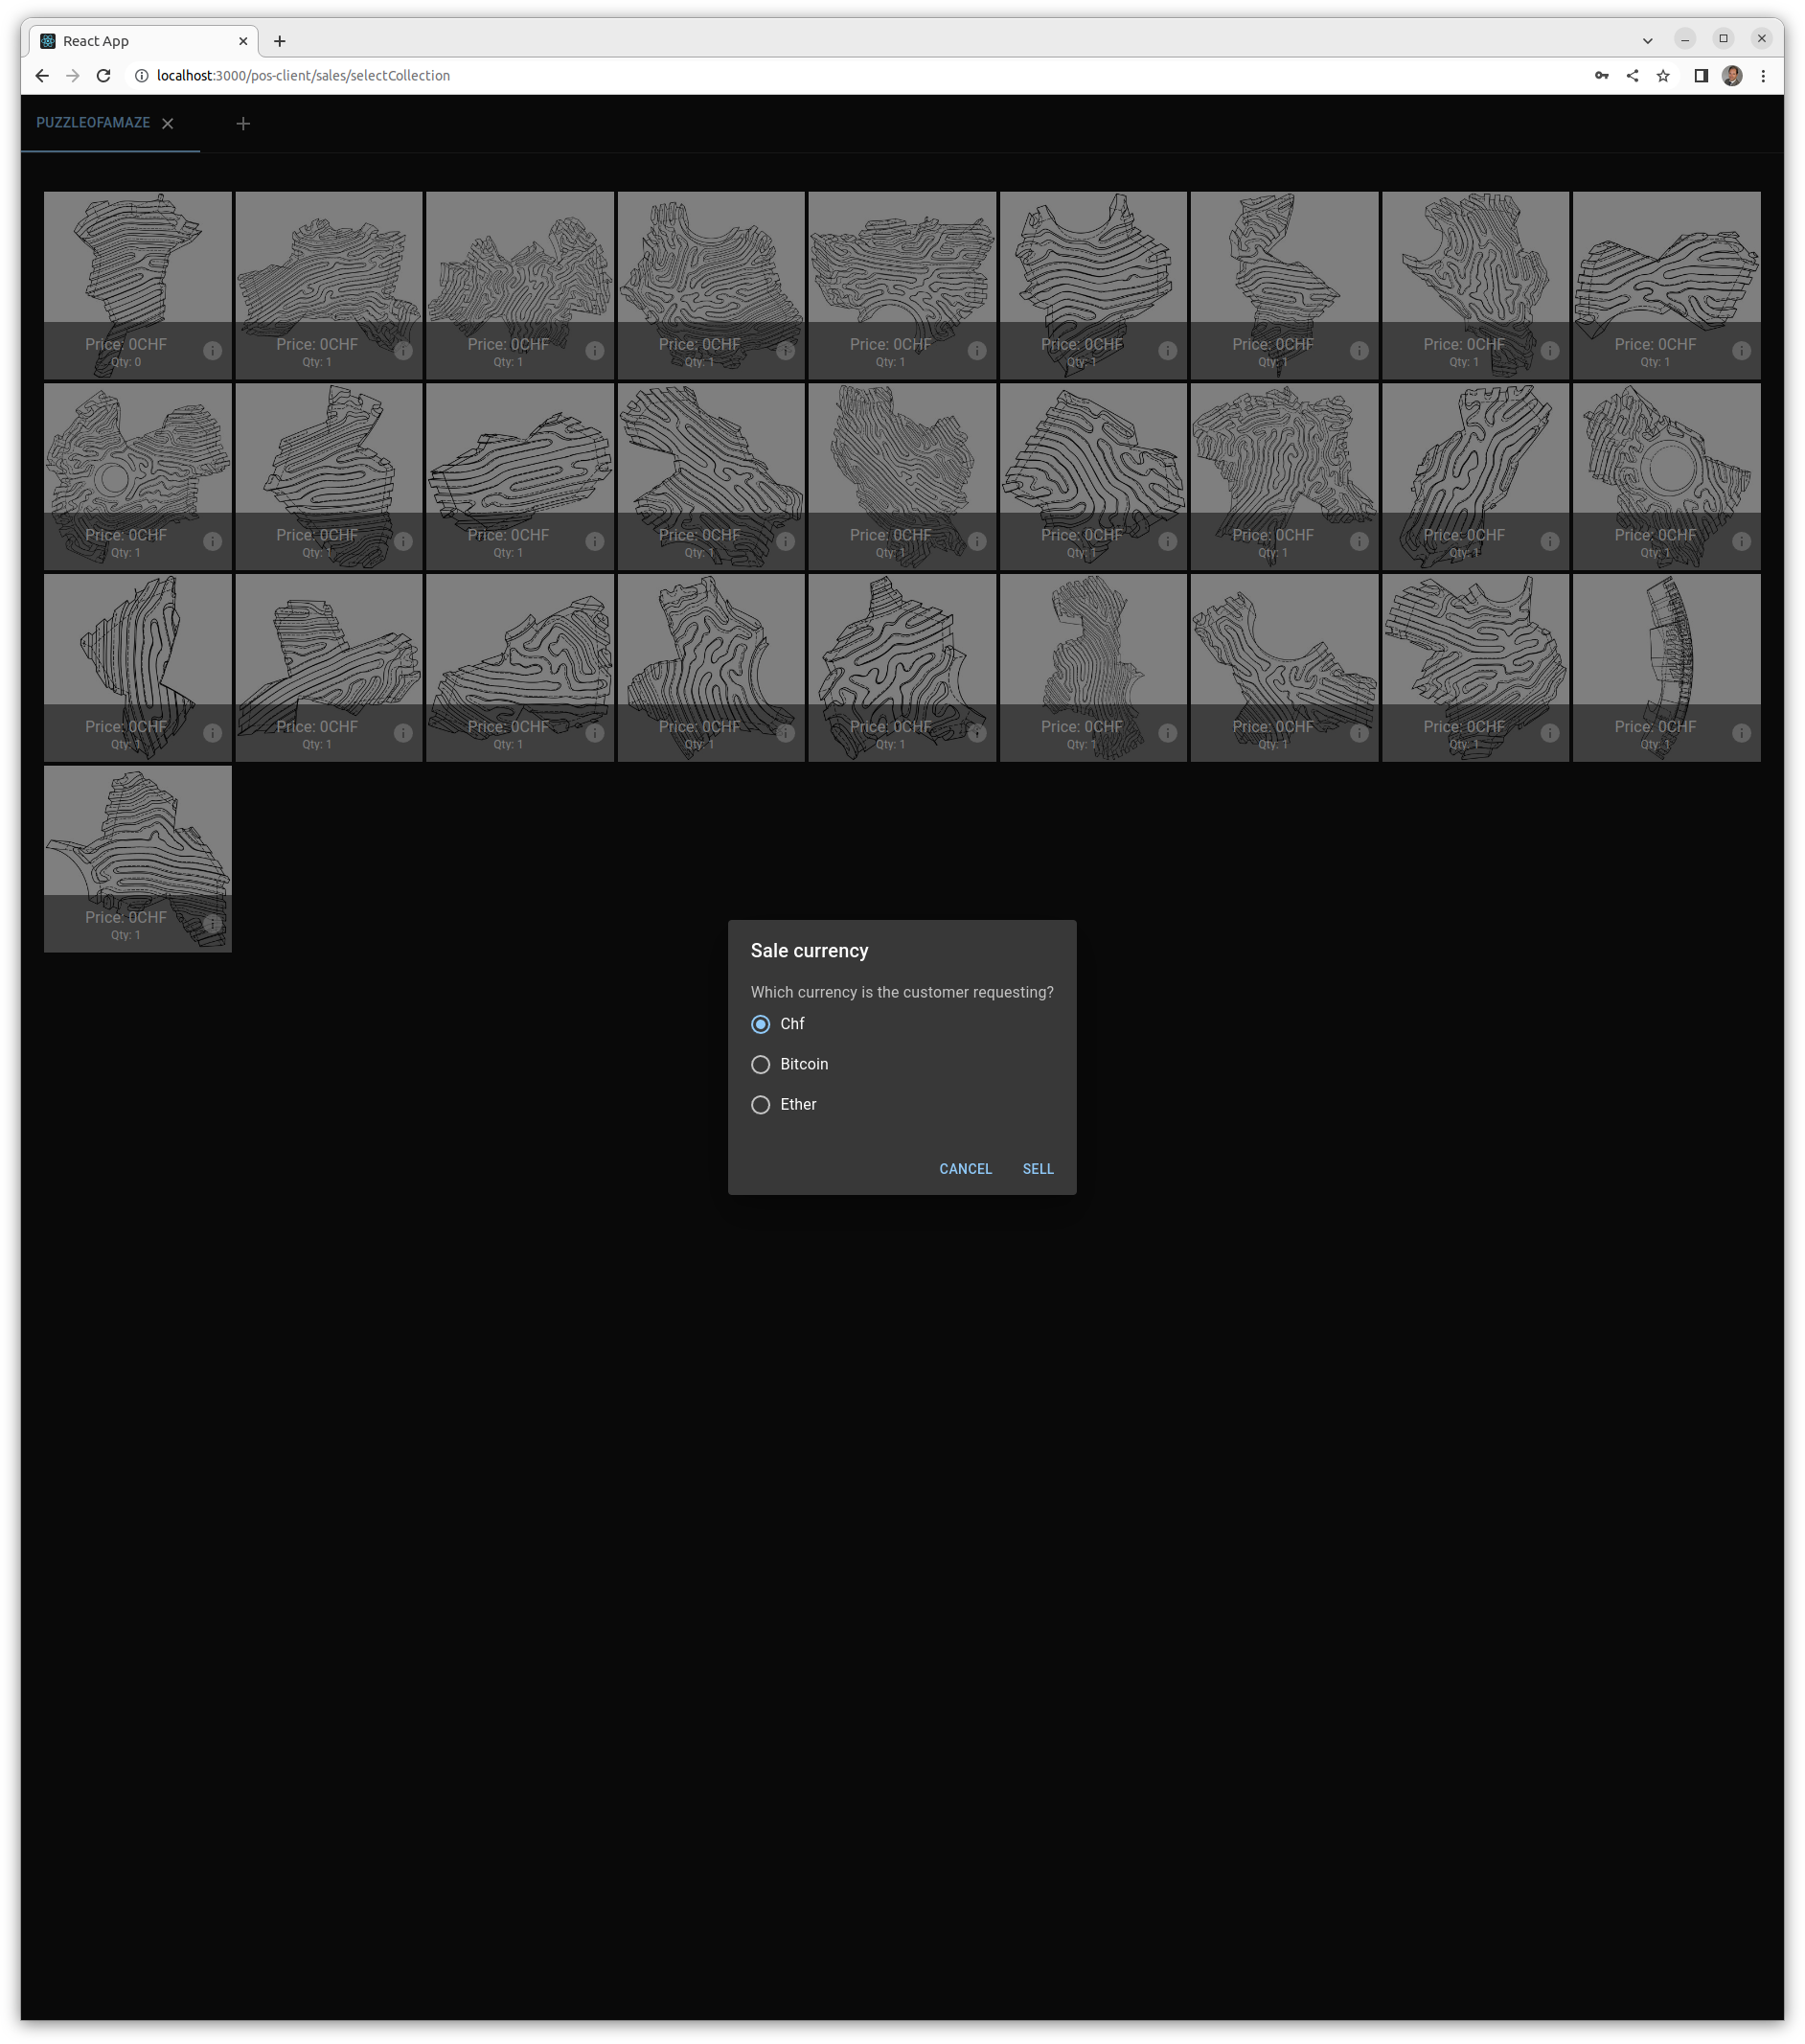 React App
localhost:3000/pos-client/sales/selectCollection
PUZZLEOFAMAZE
Price: 0CHF Price: 0CHF Price: 0CHF Price: 0CHF Price: 0CHF Price: 0CHF Price: 0CHF Price: 0CHF Price: 0CHF
Qty: 0 Qty: 1 Qty: 1 Qty: 1 Qty: 1 Qty: 1 Qty: 1 Qty: 1 Qty: 1
Price: 0CHF Price: 0CHF Price: 0CHF Price: 0CHF Price: 0CHF Price: 0CHF Price: 0CHF Price: 0CHF Price: 0CHF
Qty: 1 Qty: 1 Qty: 1 Qty: 1 Qty: 1 Qty: 1 Qty: 1 Qty: 1 Qty: 1
Price: 0CHF Price: 0CHF Price: 0CHF Price: 0CHF Price: 0CHF Price: 0CHF Price: 0CHF Price: 0CHF Price: 0CHF
Qty: 1 Qty: 1 Qty: 1 Qty: 1 Qty: 1 Qty: 1 Qty: 1 Qty: 1 Qty: 1
Price: 0CHF
Qty: 1
Sale currency
Which currency is the customer requesting?
Chf
Bitcoin
Ether
CANCEL SELL